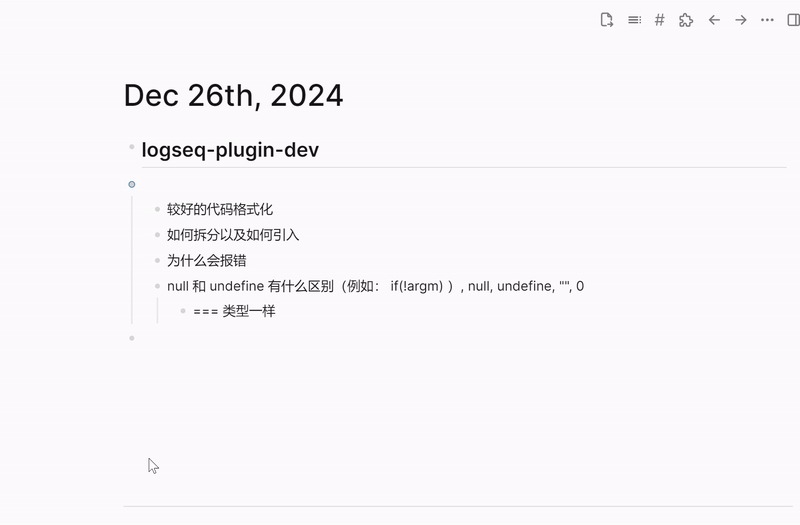 Dec 26th, 2024
logseq-plugin-dev
较好的代码格式化
如何拆分以及如何引入
为什么会报错
null 和 undefine 有什么区别（例如： if(!argm) ）, null, undefine, "", 0
=== 类型一样